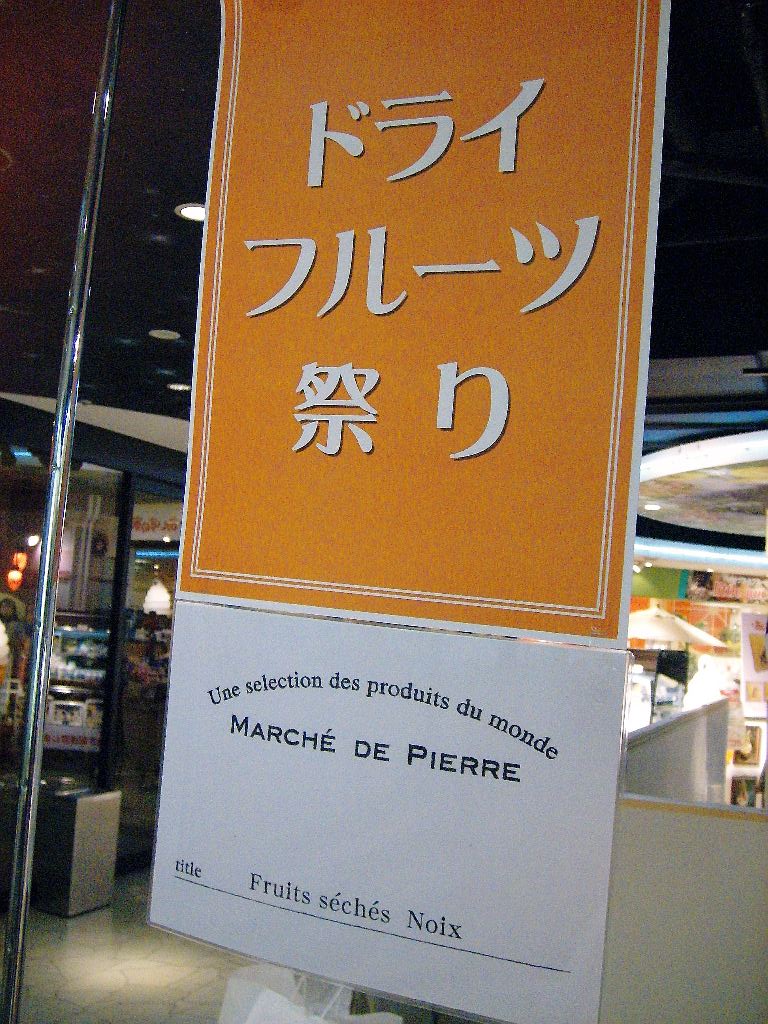 ドライ
フルーツ
祭り
Une selection des produits du monde
MARCHÉ DE PIERRE
title Fruits séchés Noix